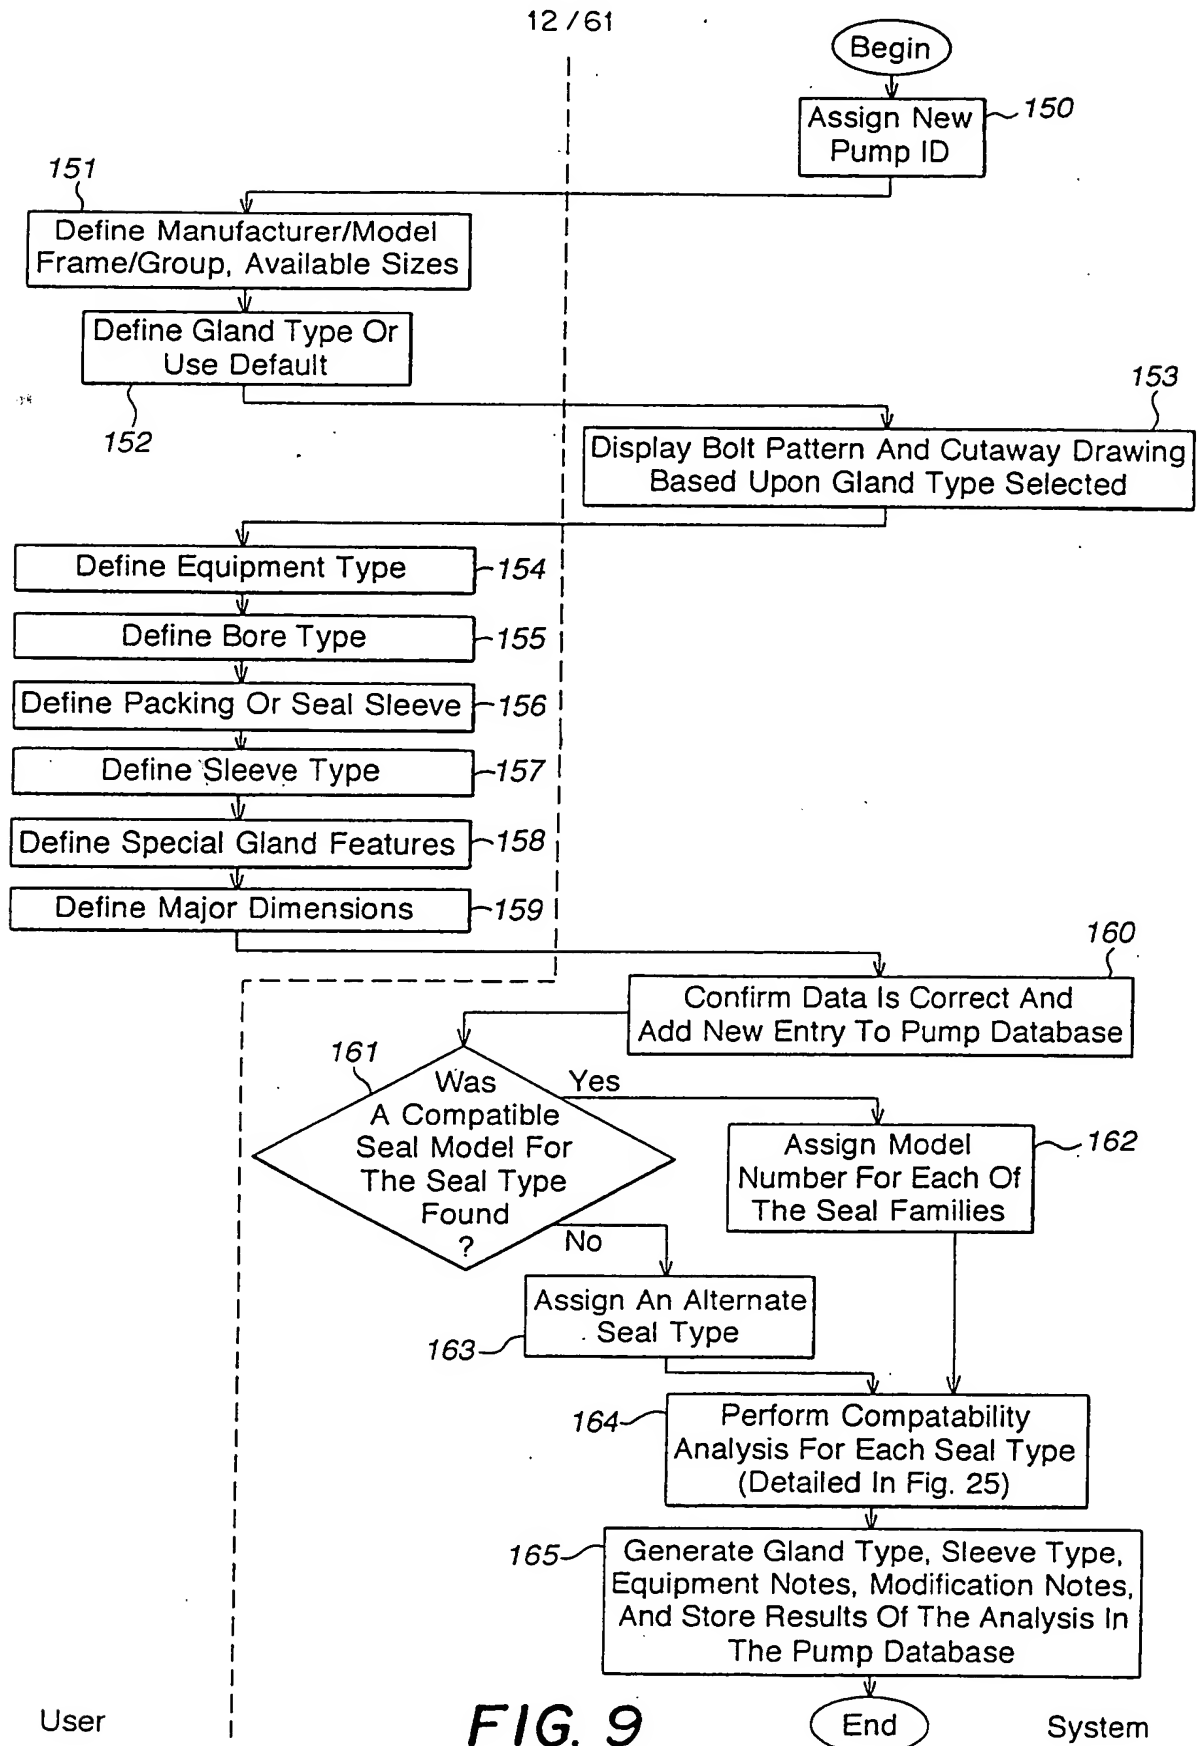 12/61
Begin
Assign New
Pump ID
150
151
Define Manufacturer/Model
Frame/Group, Available Sizes
Define Gland Type Or
Use Default
152
153
Display Bolt Pattern And Cutaway Drawing
Based Upon Gland Type Selected
Define Equipment Type
154
Define Bore Type
155
Define Packing Or Seal Sleeve
156
Define Sleeve Type
157
Define Special Gland Features
158
Define Major Dimensions
159
160
Confirm Data Is Correct And
Add New Entry To Pump Database
161
Was
A Compatible
Seal Model For
The Seal Type
Found
?
Yes
Assign Model
Number For Each Of
The Seal Families
162
No
Assign An Alternate
Seal Type
163
164
Perform Compatability
Analysis For Each Seal Type
(Detailed In Fig. 25)
165
Generate Gland Type, Sleeve Type,
Equipment Notes, Modification Notes,
And Store Results Of The Analysis In
The Pump Database
User
FIG. 9
End
System